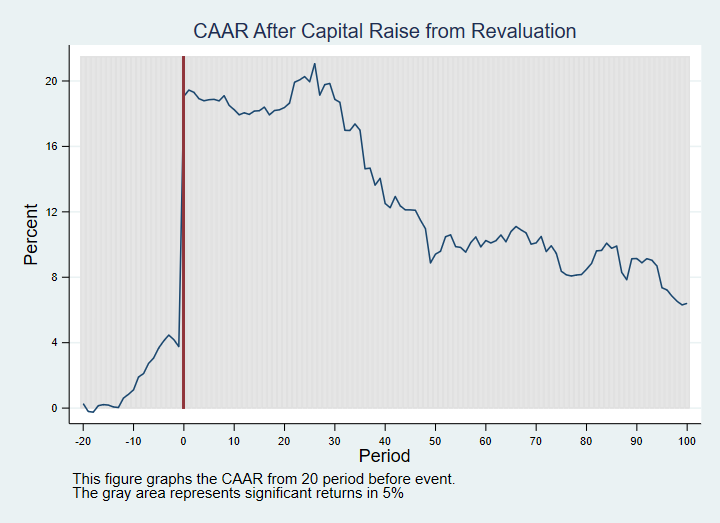 CAAR After Capital Raise from Revaluation
Percent
20
16
12
8
4
0
-20 -10 0 10 20 30 40 50 60 70 80 90 100
Period
This figure graphs the CAAR from 20 period before event.
The gray area represents significant returns in 5%